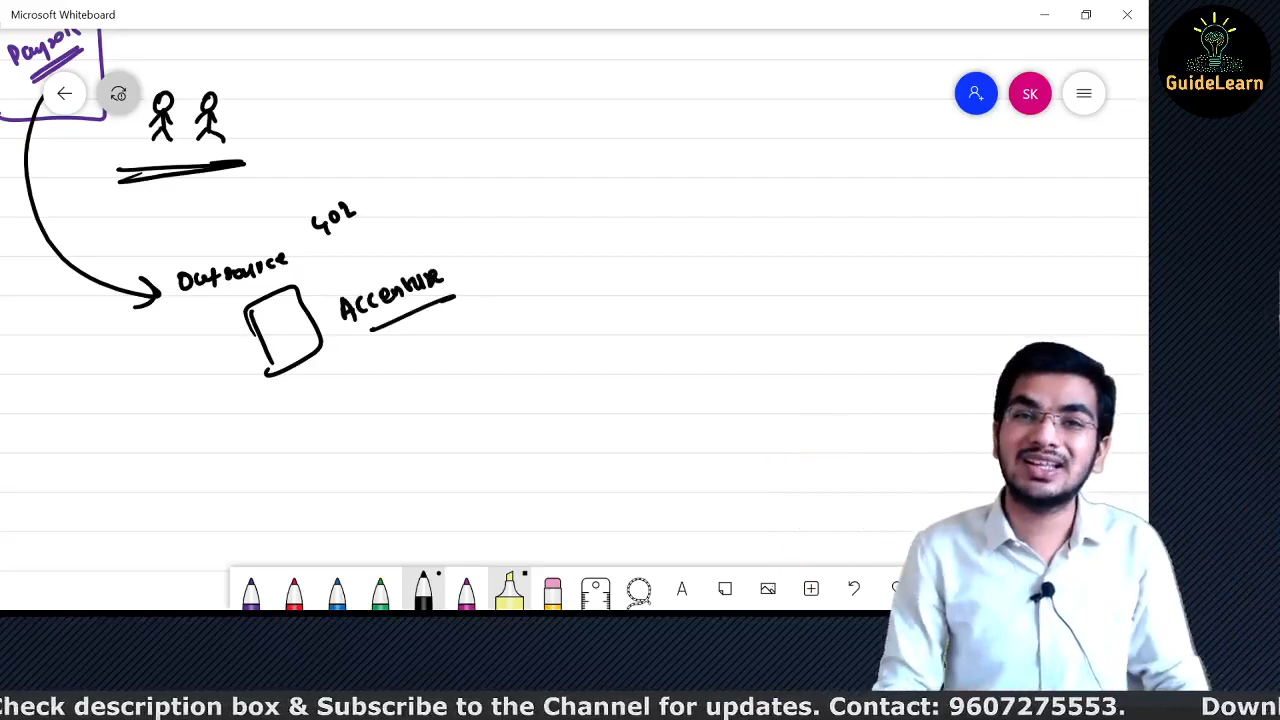 Microsoft Whiteboard
Payroll
GuideLearn
SK
402
Outsource
Accenture
A
Check description box & Subscribe to the Channel for updates. Contact: 9607275553. Down